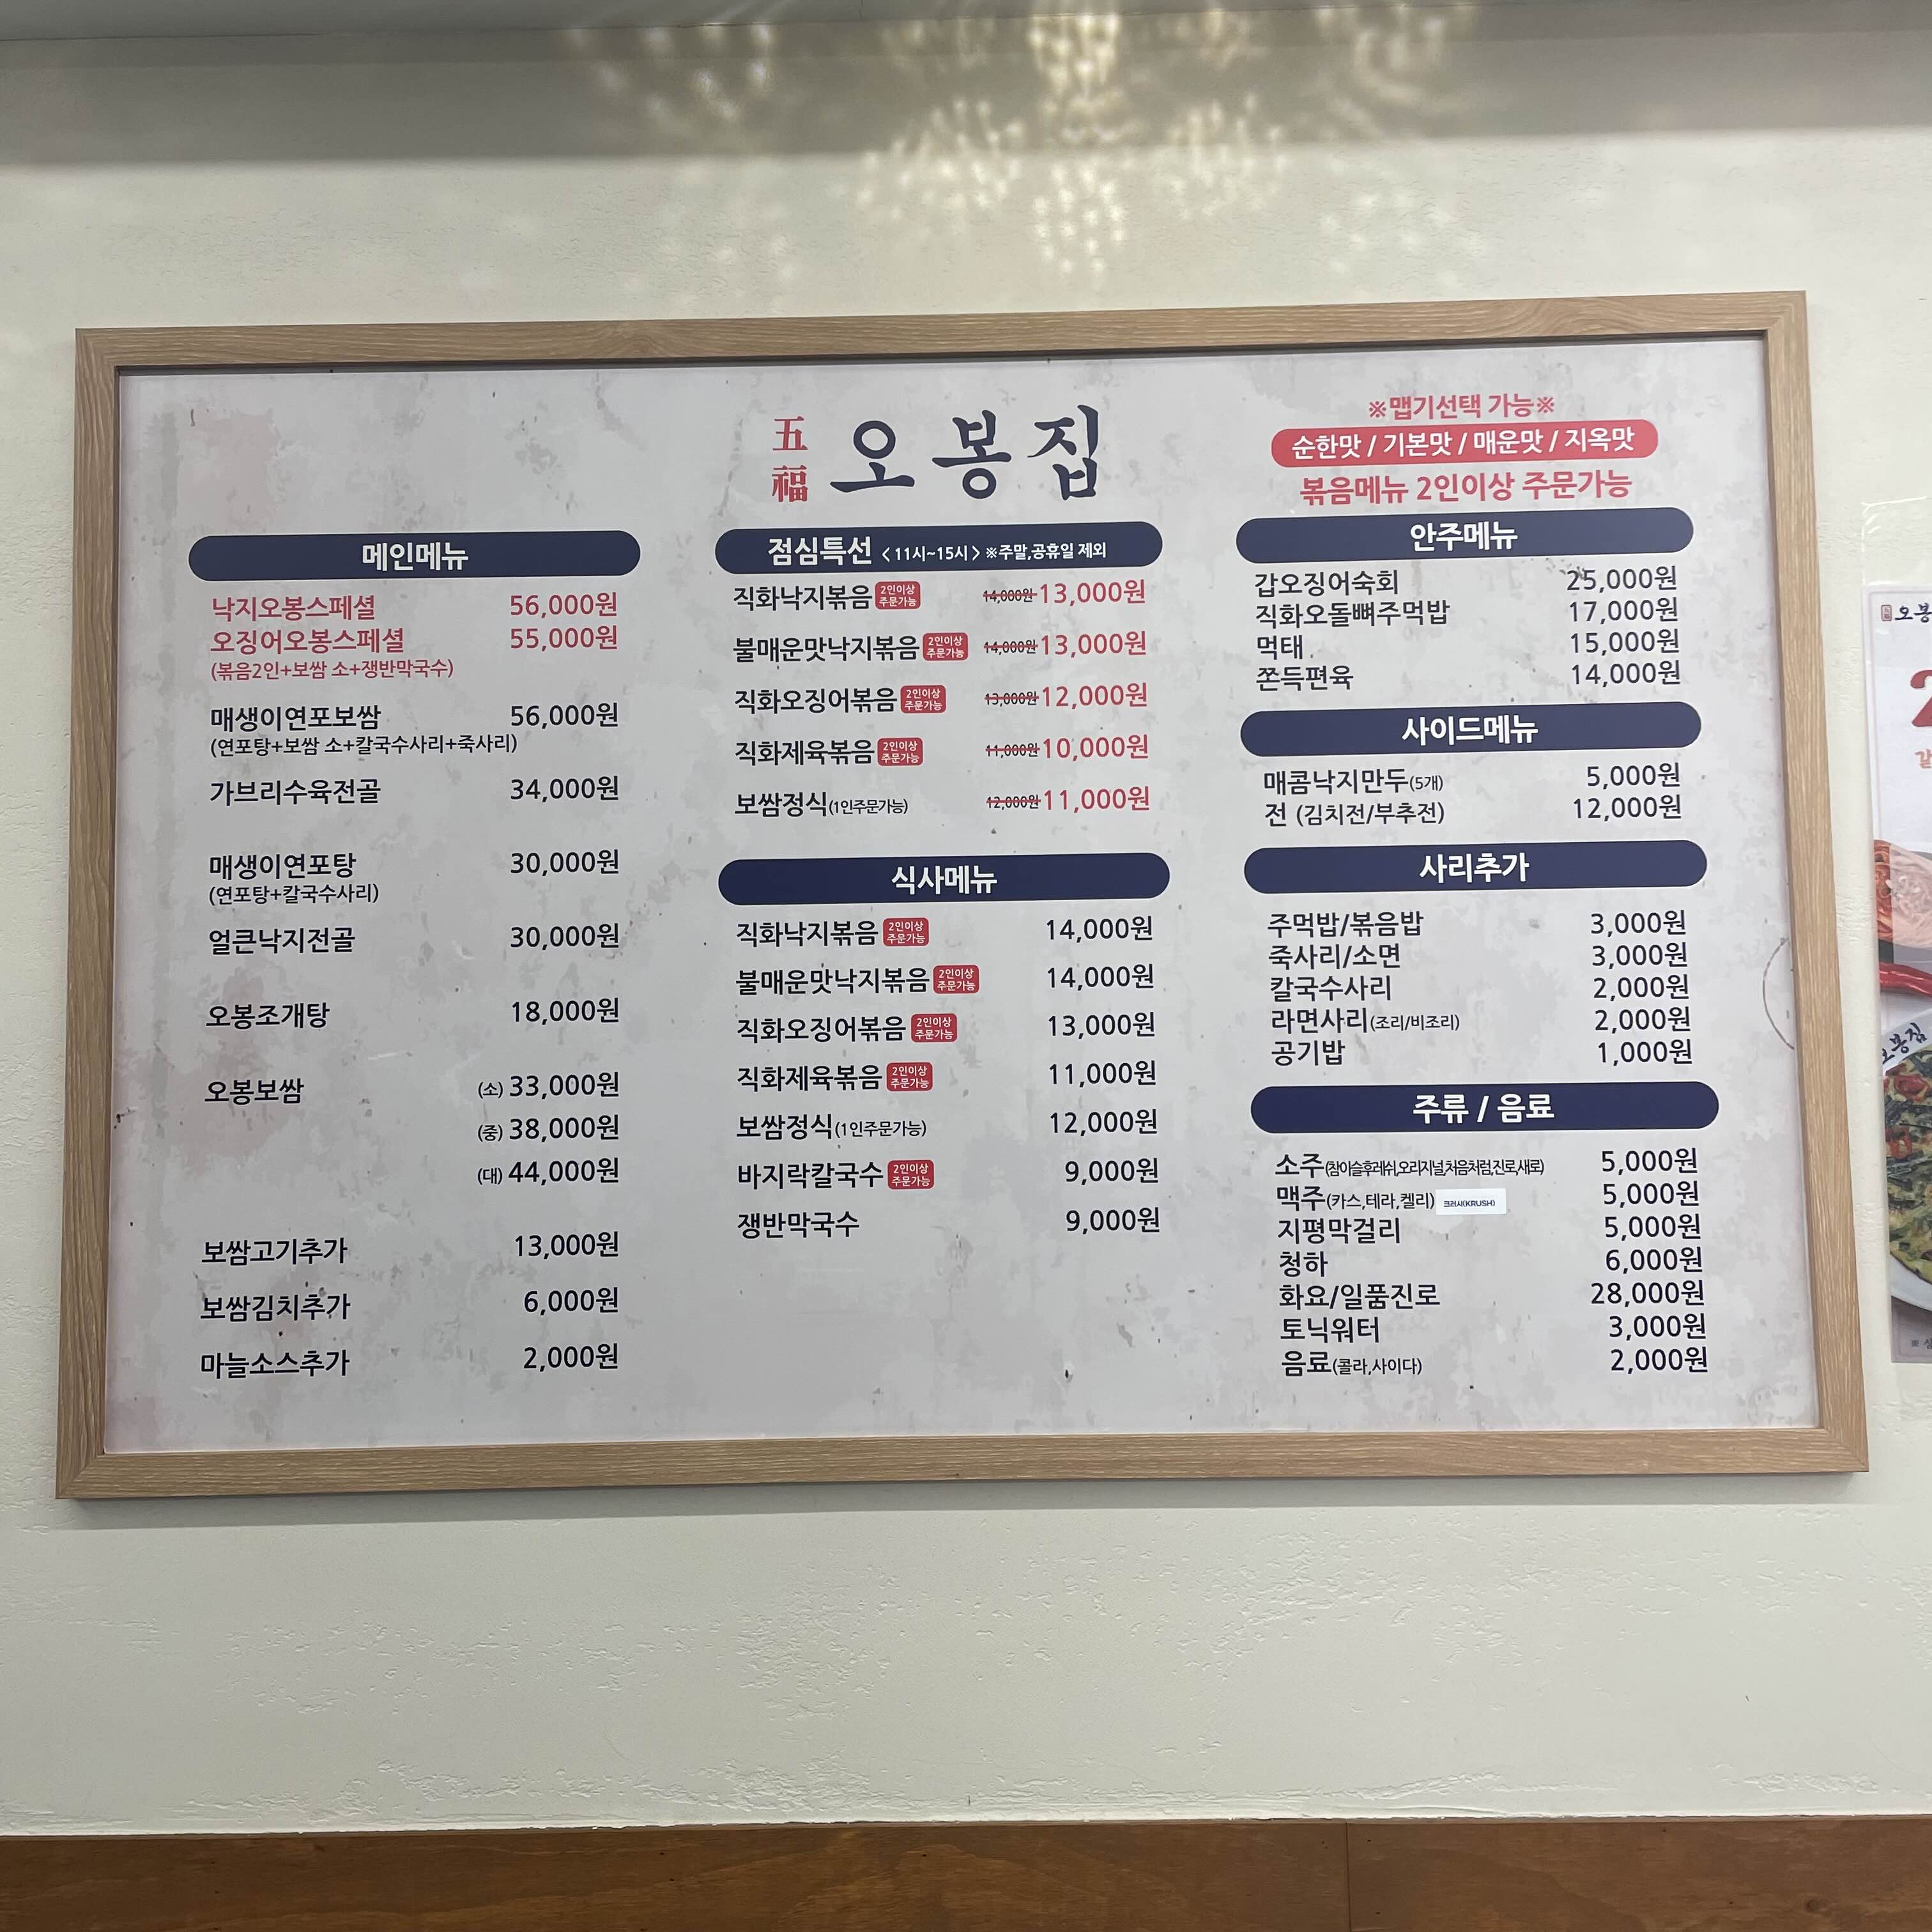 五福 오봉집
※맵기선택 가능※
순한맛 / 기본맛 / 매운맛 / 지옥맛
볶음메뉴 2인이상 주문가능
메인메뉴
낙지오봉스페셜 56,000원
오징어오봉스페셜 55,000원
(볶음2인+보쌈 소+쟁반막국수)
매생이연포보쌈 56,000원
(연포탕+보쌈 소+칼국수사리+죽사리)
가브리수육전골 34,000원
매생이연포탕 30,000원
(연포탕+칼국수사리)
얼큰낙지전골 30,000원
오봉조개탕 18,000원
오봉보쌈 (소) 33,000원
(중) 38,000원
(대) 44,000원
보쌈고기추가 13,000원
보쌈김치추가 6,000원
마늘소스추가 2,000원
점심특선 <11시~15시> ※주말,공휴일 제외
직화낙지볶음 2인이상 주문가능 14,000원 13,000원
불매운맛낙지볶음 2인이상 주문가능 14,000원 13,000원
직화오징어볶음 2인이상 주문가능 13,000원 12,000원
직화제육볶음 2인이상 주문가능 11,000원 10,000원
보쌈정식(1인주문가능) 12,000원 11,000원
식사메뉴
직화낙지볶음 2인이상 주문가능 14,000원
불매운맛낙지볶음 2인이상 주문가능 14,000원
직화오징어볶음 2인이상 주문가능 13,000원
직화제육볶음 2인이상 주문가능 11,000원
보쌈정식(1인주문가능) 12,000원
바지락칼국수 2인이상 주문가능 9,000원
쟁반막국수 9,000원
안주메뉴
갑오징어숙회 25,000원
직화오돌뼈주먹밥 17,000원
먹태 15,000원
쫀득편육 14,000원
사이드메뉴
매콤낙지만두(5개) 5,000원
전 (김치전/부추전) 12,000원
사리추가
주먹밥/볶음밥 3,000원
죽사리/소면 3,000원
칼국수사리 2,000원
라면사리(조리/비조리) 2,000원
공기밥 1,000원
주류 / 음료
소주(참이슬후레쉬,오리지널,처음처럼,진로,새로) 5,000원
맥주(카스,테라,켈리) 크러시(KRUSH) 5,000원
지평막걸리 5,000원
청하 6,000원
화요/일품진로 28,000원
토닉워터 3,000원
음료(콜라,사이다) 2,000원
오봉
오봉집